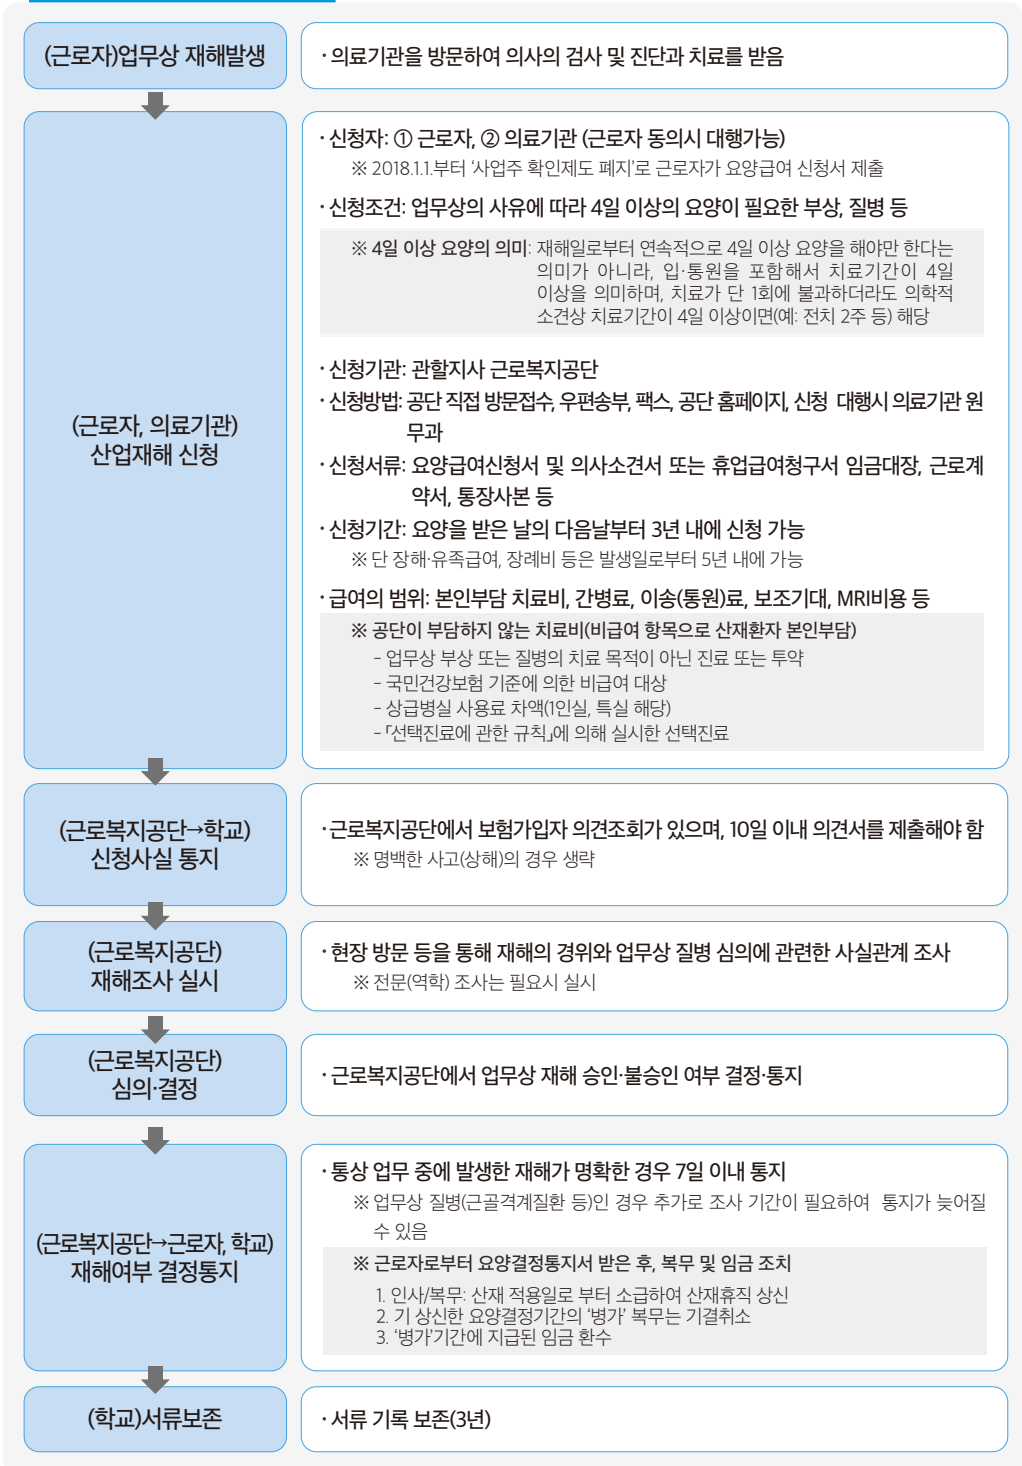 (근로자)업무상 재해발생
· 의료기관을 방문하여 의사의 검사 및 진단과 치료를 받음
(근로자, 의료기관)
산업재해 신청
· 신청자: ① 근로자, ② 의료기관 (근로자 동의시 대행가능)
※ 2018.1.1.부터 ‘사업주 확인제도 폐지’로 근로자가 요양급여 신청서 제출
· 신청조건: 업무상의 사유에 따라 4일 이상의 요양이 필요한 부상, 질병 등
※ 4일 이상 요양의 의미: 재해일로부터 연속적으로 4일 이상 요양을 해야만 한다는
의미가 아니라, 입·통원을 포함해서 치료기간이 4일
이상을 의미하며, 치료가 단 1회에 불과하더라도 의학적
소견상 치료기간이 4일 이상이면(예: 전치 2주 등) 해당
· 신청기관: 관할지사 근로복지공단
· 신청방법: 공단 직접 방문접수, 우편송부, 팩스, 공단 홈페이지, 신청 대행시 의료기관 원
무과
· 신청서류: 요양급여신청서 및 의사소견서 또는 휴업급여청구서 임금대장, 근로계
약서, 통장사본 등
· 신청기간: 요양을 받은 날의 다음날부터 3년 내에 신청 가능
※ 단 장해·유족급여, 장례비 등은 발생일로부터 5년 내에 가능
· 급여의 범위: 본인부담 치료비, 간병료, 이송(통원)료, 보조기대, MRI비용 등
※ 공단이 부담하지 않는 치료비(비급여 항목으로 산재환자 본인부담)
- 업무상 부상 또는 질병의 치료 목적이 아닌 진료 또는 투약
- 국민건강보험 기준에 의한 비급여 대상
- 상급병실 사용료 차액(1인실, 특실 해당)
- 「선택진료에 관한 규칙」에 의해 실시한 선택진료
(근로복지공단→학교)
신청사실 통지
· 근로복지공단에서 보험가입자 의견조회가 있으며, 10일 이내 의견서를 제출해야 함
※ 명백한 사고(상해)의 경우 생략
(근로복지공단)
재해조사 실시
· 현장 방문 등을 통해 재해의 경위와 업무상 질병 심의에 관련한 사실관계 조사
※ 전문(역학) 조사는 필요시 실시
(근로복지공단)
심의·결정
· 근로복지공단에서 업무상 재해 승인·불승인 여부 결정·통지
(근로복지공단→근로자, 학교)
재해여부 결정통지
· 통상 업무 중에 발생한 재해가 명확한 경우 7일 이내 통지
※ 업무상 질병(근골격계질환 등)인 경우 추가로 조사 기간이 필요하여 통지가 늦어질
수 있음
※ 근로자로부터 요양결정통지서 받은 후, 복무 및 임금 조치
1. 인사/복무: 산재 적용일로 부터 소급하여 산재휴직 상신
2. 기 상신한 요양결정기간의 ‘병가’ 복무는 기결취소
3. ‘병가’기간에 지급된 임금 환수
(학교)서류보존
· 서류 기록 보존(3년)